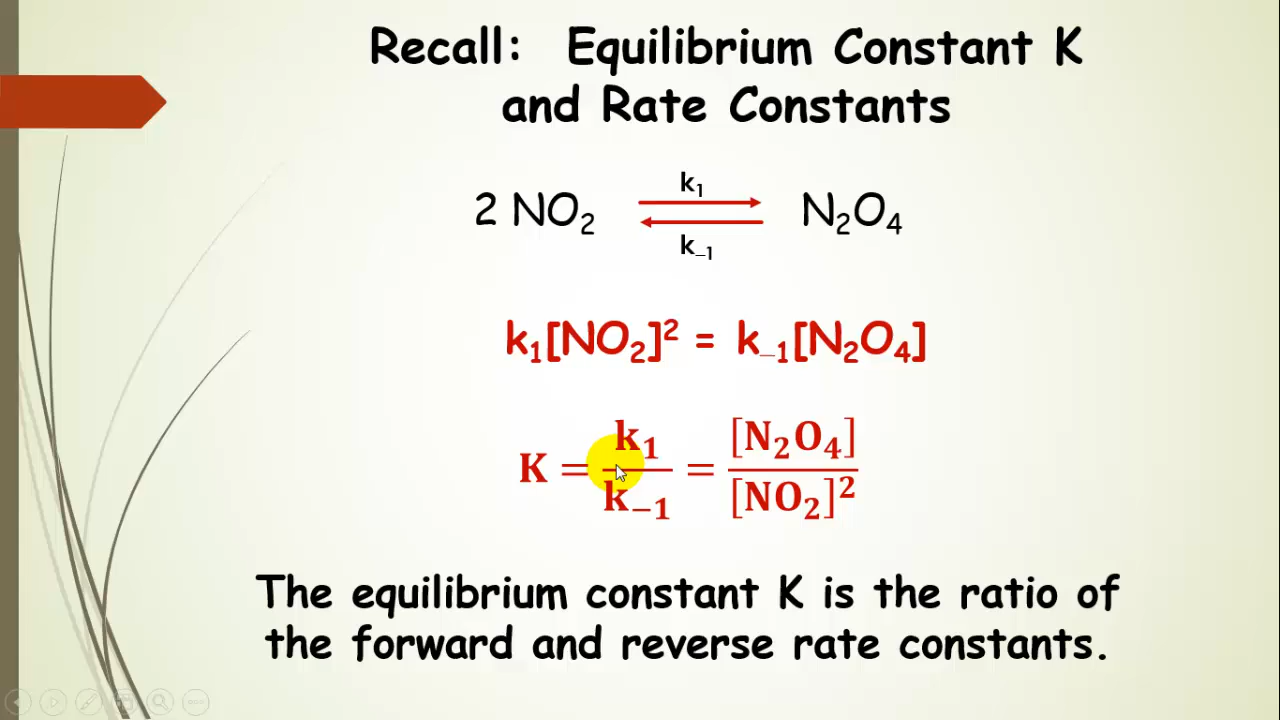 Recall: Equilibrium Constant K
and Rate Constants
k₁
2 NO₂ N₂O₄
k₋₁
k₁[NO₂]² = k₋₁[N₂O₄]
K = k₁/k₋₁ = [N₂O₄]/[NO₂]²
The equilibrium constant K is the ratio of
the forward and reverse rate constants.